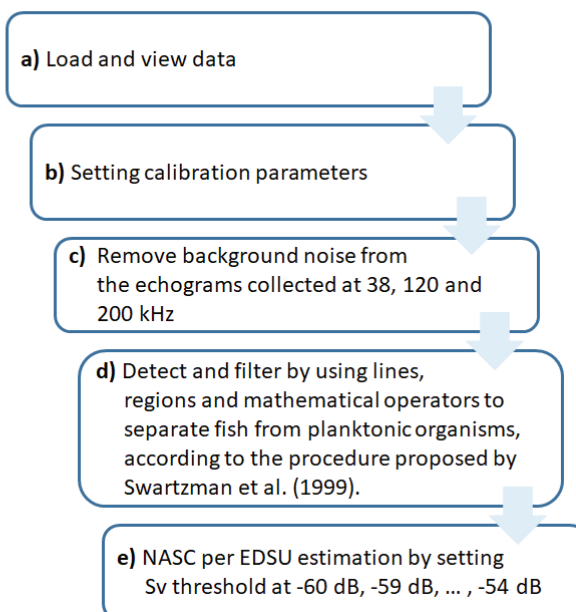 a) Load and view data
b) Setting calibration parameters
c) Remove background noise from
the echograms collected at 38, 120 and
200 kHz
d) Detect and filter by using lines,
regions and mathematical operators to
separate fish from planktonic organisms,
according to the procedure proposed by
Swartzman et al. (1999).
e) NASC per EDSU estimation by setting
Sv threshold at -60 dB, -59 dB, ... , -54 dB